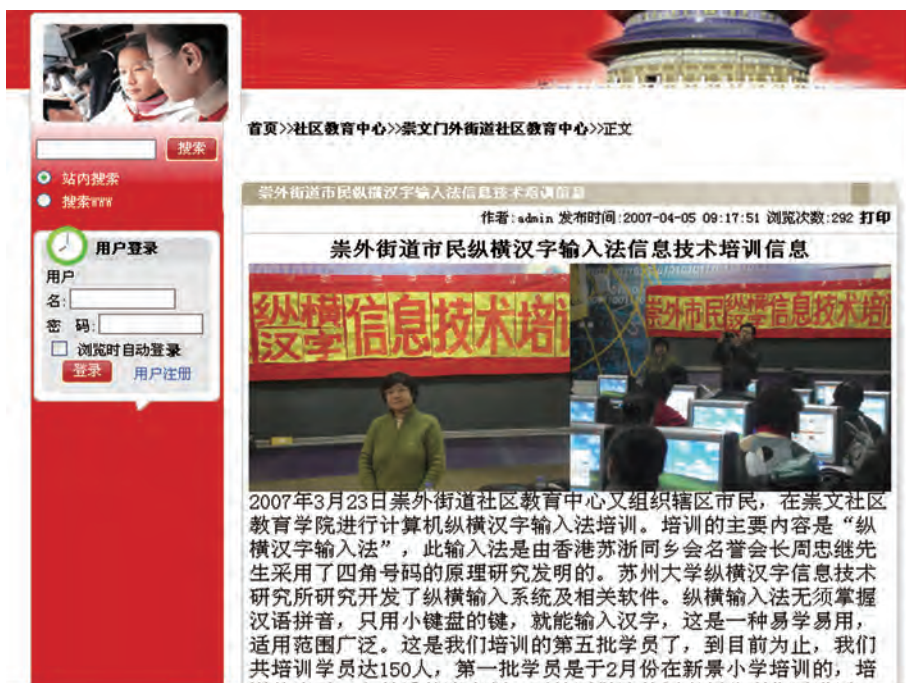 首页>>社区教育中心>>崇文门外街道社区教育中心>>正文
搜索
站内搜索
搜索WWW
用户登录
用户
名:
密 码:
浏览时自动登录
登录 用户注册
崇外街道市民纵横汉字输入法信息技术培训信息
作者:admin 发布时间:2007-04-05 09:17:51 浏览次数:292 打印
崇外街道市民纵横汉字输入法信息技术培训信息
纵横汉字信息技术培训
崇外市民纵横汉字信息技术培
2007年3月23日崇外街道社区教育中心又组织辖区市民，在崇文社区
教育学院进行计算机纵横汉字输入法培训。培训的主要内容是“纵
横汉字输入法”，此输入法是由香港苏浙同乡会名誉会长周忠继先
生采用了四角号码的原理研究发明的。苏州大学纵横汉字信息技术
研究所研究开发了纵横输入系统及相关软件。纵横输入法无须掌握
汉语拼音，只用小键盘的键，就能输入汉字，这是一种易学易用，
适用范围广泛。这是我们培训的第五批学员了，到目前为止，我们
共培训学员达150人，第一批学员是于2月份在新景小学培训的，培